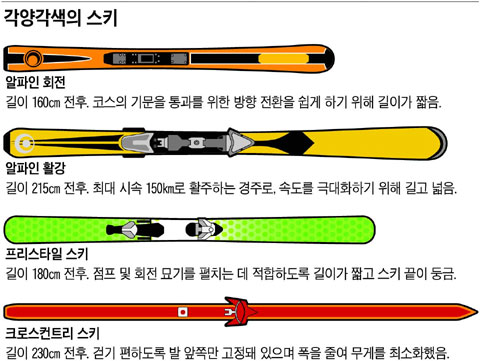 각양각색의 스키
알파인 회전
길이 160㎝ 전후. 코스의 기문을 통과를 위한 방향 전환을 쉽게 하기 위해 길이가 짧음.
알파인 활강
길이 215㎝ 전후. 최대 시속 150㎞로 활주하는 경주로, 속도를 극대화하기 위해 길고 넓음.
프리스타일 스키
길이 180㎝ 전후. 점프 및 회전 묘기를 펼치는 데 적합하도록 길이가 짧고 스키 끝이 둥금.
크로스컨트리 스키
길이 230㎝ 전후. 걷기 편하도록 발 앞쪽만 고정돼 있으며 폭을 줄여 무게를 최소화했음.